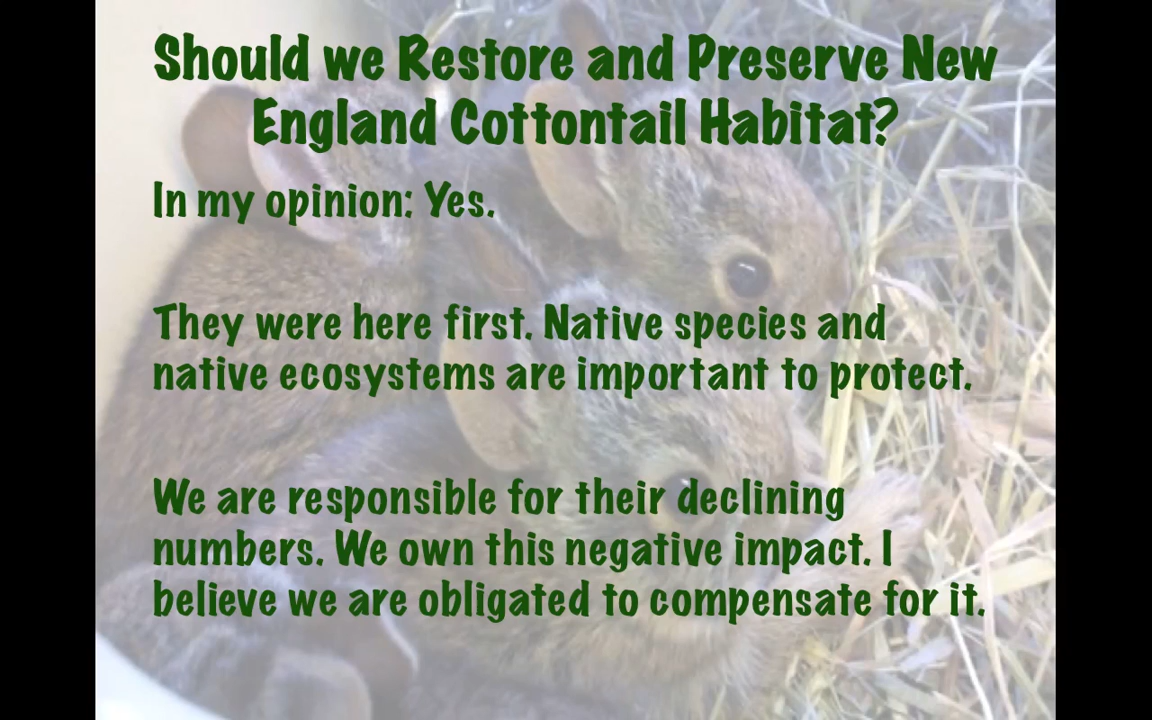 Should we Restore and Preserve New
England Cottontail Habitat?
In my opinion: Yes.
They were here first. Native species and
native ecosystems are important to protect.
We are responsible for their declining
numbers. We own this negative impact. I
believe we are obligated to compensate for it.